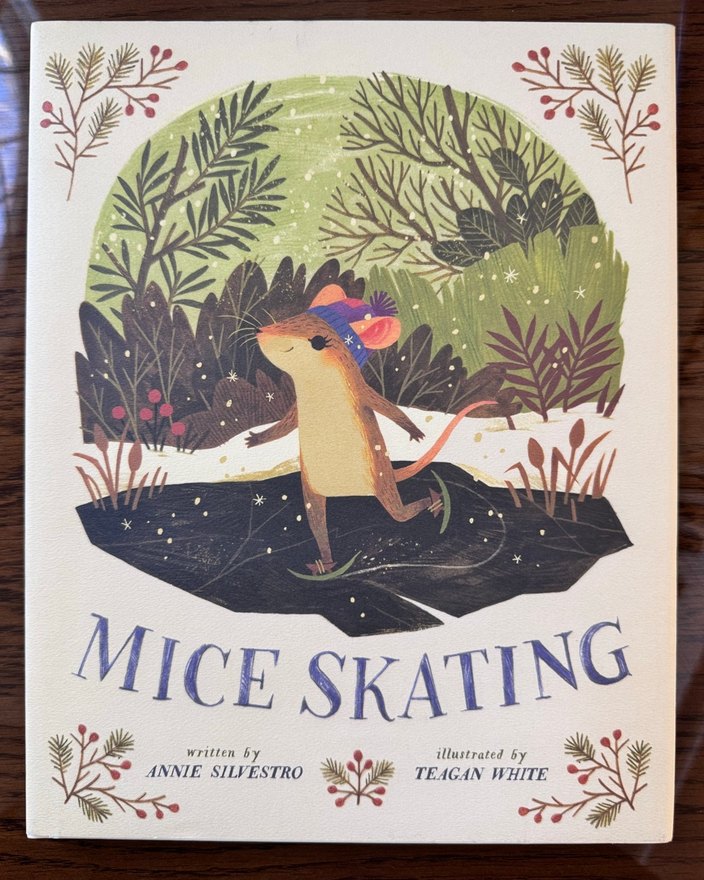 MICE SKATING
written by
ANNIE SILVESTRO
illustrated by
TEAGAN WHITE